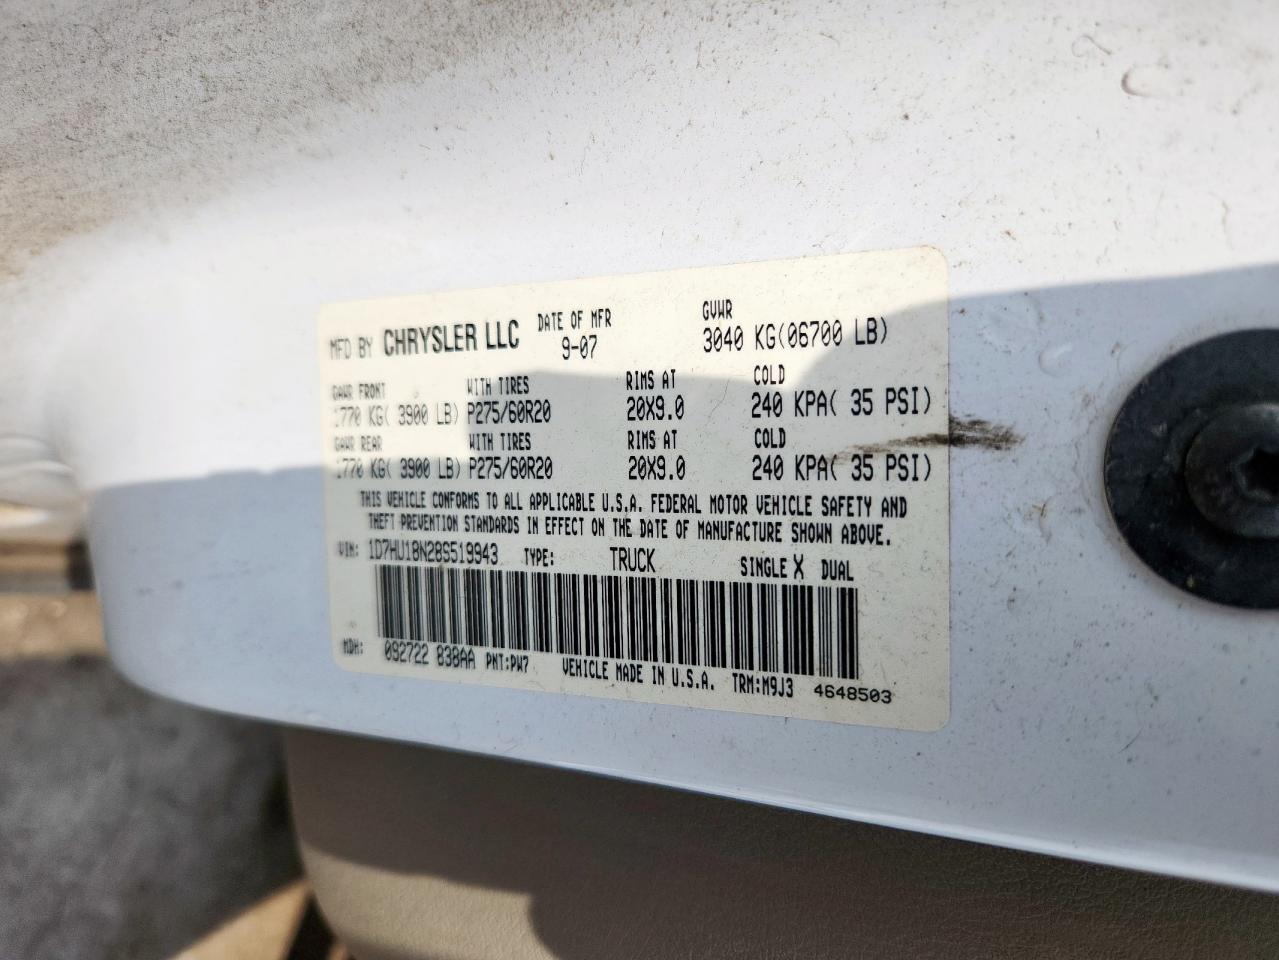 MFD BY CHRYSLER LLC DATE OF MFR 9-07 GVWR 3040 KG(06700 LB)
GAWR FRONT WITH TIRES RIMS AT COLD
1770 KG( 3900 LB) P275/60R20 20X9.0 240 KPA( 35 PSI)
GAWR REAR WITH TIRES RIMS AT COLD
1770 KG( 3900 LB) P275/60R20 20X9.0 240 KPA( 35 PSI)
THIS VEHICLE CONFORMS TO ALL APPLICABLE U.S.A. FEDERAL MOTOR VEHICLE SAFETY AND
THEFT PREVENTION STANDARDS IN EFFECT ON THE DATE OF MANUFACTURE SHOWN ABOVE.
VIN: 1D7HU18N28S519943 TYPE: TRUCK SINGLE X DUAL
MDH: 092722 838AA PNT:PW7 VEHICLE MADE IN U.S.A. TRM:M9J3 4648503